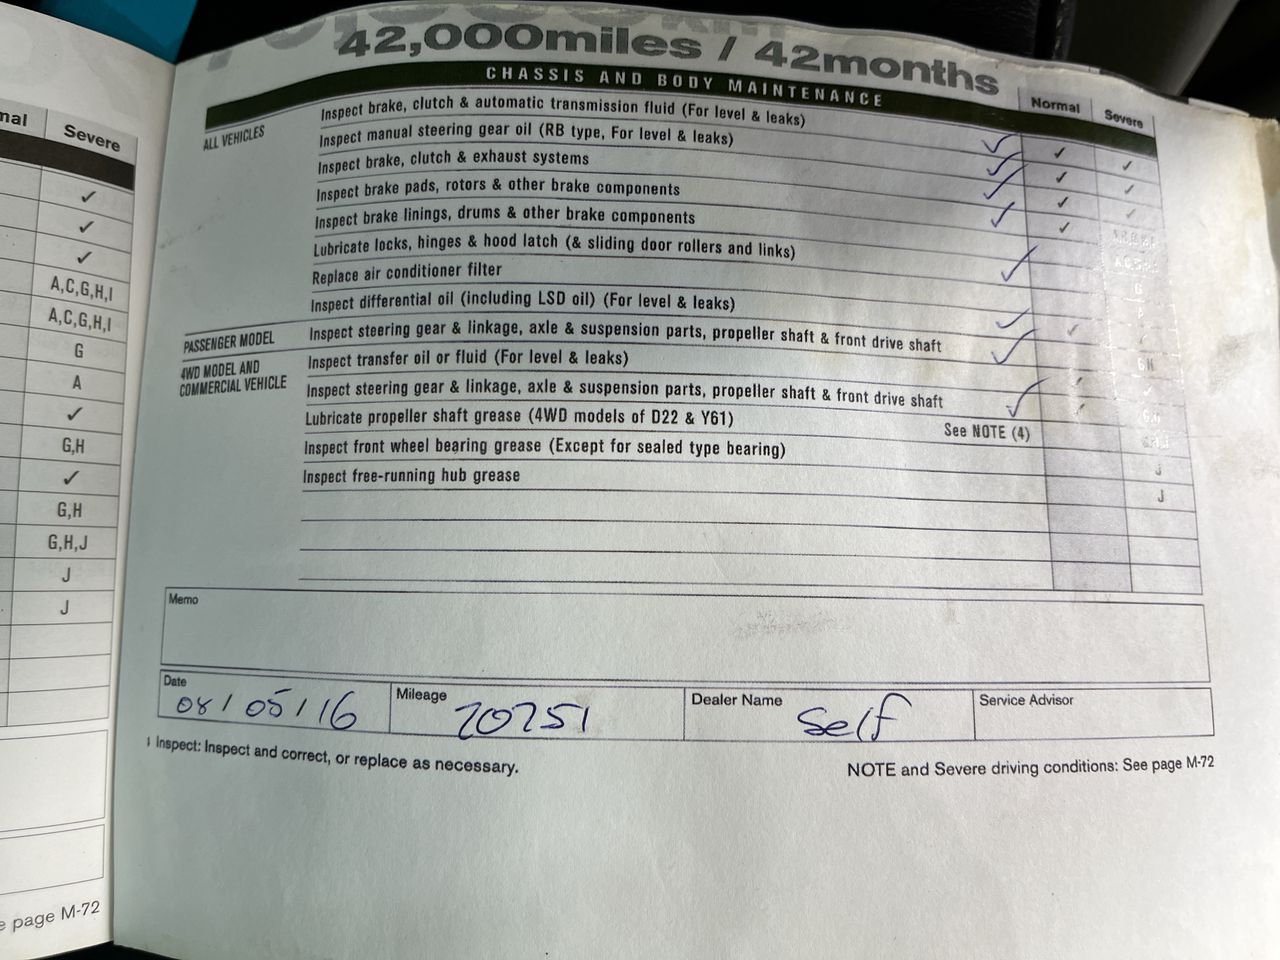 42,000miles / 42months
CHASSIS AND BODY MAINTENANCE
Normal Severe
ALL VEHICLES
Inspect brake, clutch & automatic transmission fluid (For level & leaks) ✓ ✓ ✓
Inspect manual steering gear oil (RB type, For level & leaks) ✓ ✓ ✓
Inspect brake, clutch & exhaust systems ✓ ✓ ✓
Inspect brake pads, rotors & other brake components ✓ ✓
Inspect brake linings, drums & other brake components
Lubricate locks, hinges & hood latch (& sliding door rollers and links) ✓ G
Replace air conditioner filter
Inspect differential oil (including LSD oil) (For level & leaks) ✓ ✓
PASSENGER MODEL
Inspect steering gear & linkage, axle & suspension parts, propeller shaft & front drive shaft ✓ G H
4WD MODEL AND
COMMERCIAL VEHICLE
Inspect transfer oil or fluid (For level & leaks)
Inspect steering gear & linkage, axle & suspension parts, propeller shaft & front drive shaft ✓
Lubricate propeller shaft grease (4WD models of D22 & Y61) See NOTE (4)
Inspect front wheel bearing grease (Except for sealed type bearing) J
Inspect free-running hub grease J
Memo
Date 08/05/16
Mileage 20251
Dealer Name Self
Service Advisor
Inspect: Inspect and correct, or replace as necessary.
NOTE and Severe driving conditions: See page M-72
mal Severe
✓
✓
✓
A,C,G,H,I
A,C,G,H,I
G
A
✓
G,H
✓
G,H
G,H,J
J
J
e page M-72